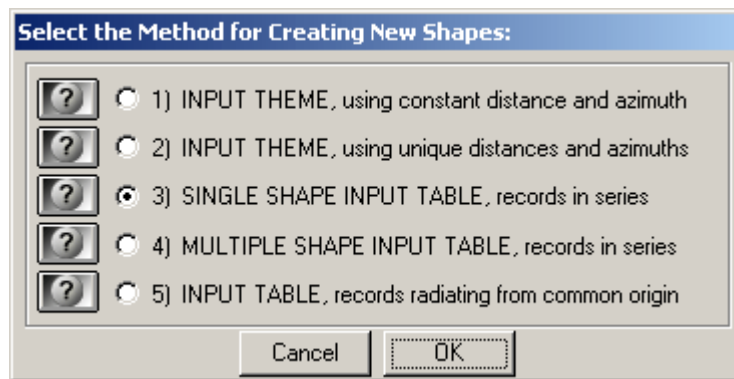 Select the Method for Creating New Shapes:
? 1) INPUT THEME, using constant distance and azimuth
? 2) INPUT THEME, using unique distances and azimuths
? 3) SINGLE SHAPE INPUT TABLE, records in series
? 4) MULTIPLE SHAPE INPUT TABLE, records in series
? 5) INPUT TABLE, records radiating from common origin
Cancel OK